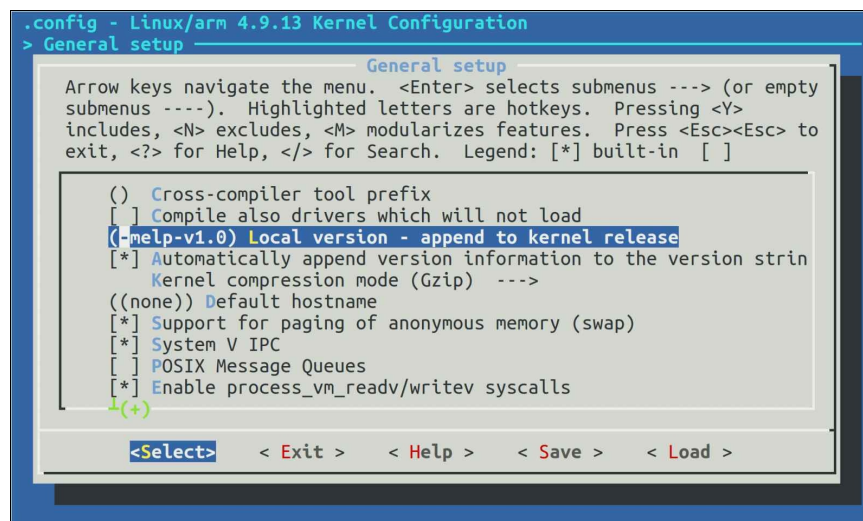 .config - Linux/arm 4.9.13 Kernel Configuration
> General setup
General setup
Arrow keys navigate the menu.  <Enter> selects submenus ---> (or empty
submenus ----).  Highlighted letters are hotkeys.  Pressing <Y>
includes, <N> excludes, <M> modularizes features.  Press <Esc><Esc> to
exit, <?> for Help, </> for Search.  Legend: [*] built-in  [ ]
() Cross-compiler tool prefix
[ ] Compile also drivers which will not load
(-melp-v1.0) Local version - append to kernel release
[*] Automatically append version information to the version strin
Kernel compression mode (Gzip)  --->
((none)) Default hostname
[*] Support for paging of anonymous memory (swap)
[*] System V IPC
[ ] POSIX Message Queues
[*] Enable process_vm_readv/writev syscalls
┴(+)
<Select>    < Exit >    < Help >    < Save >    < Load >